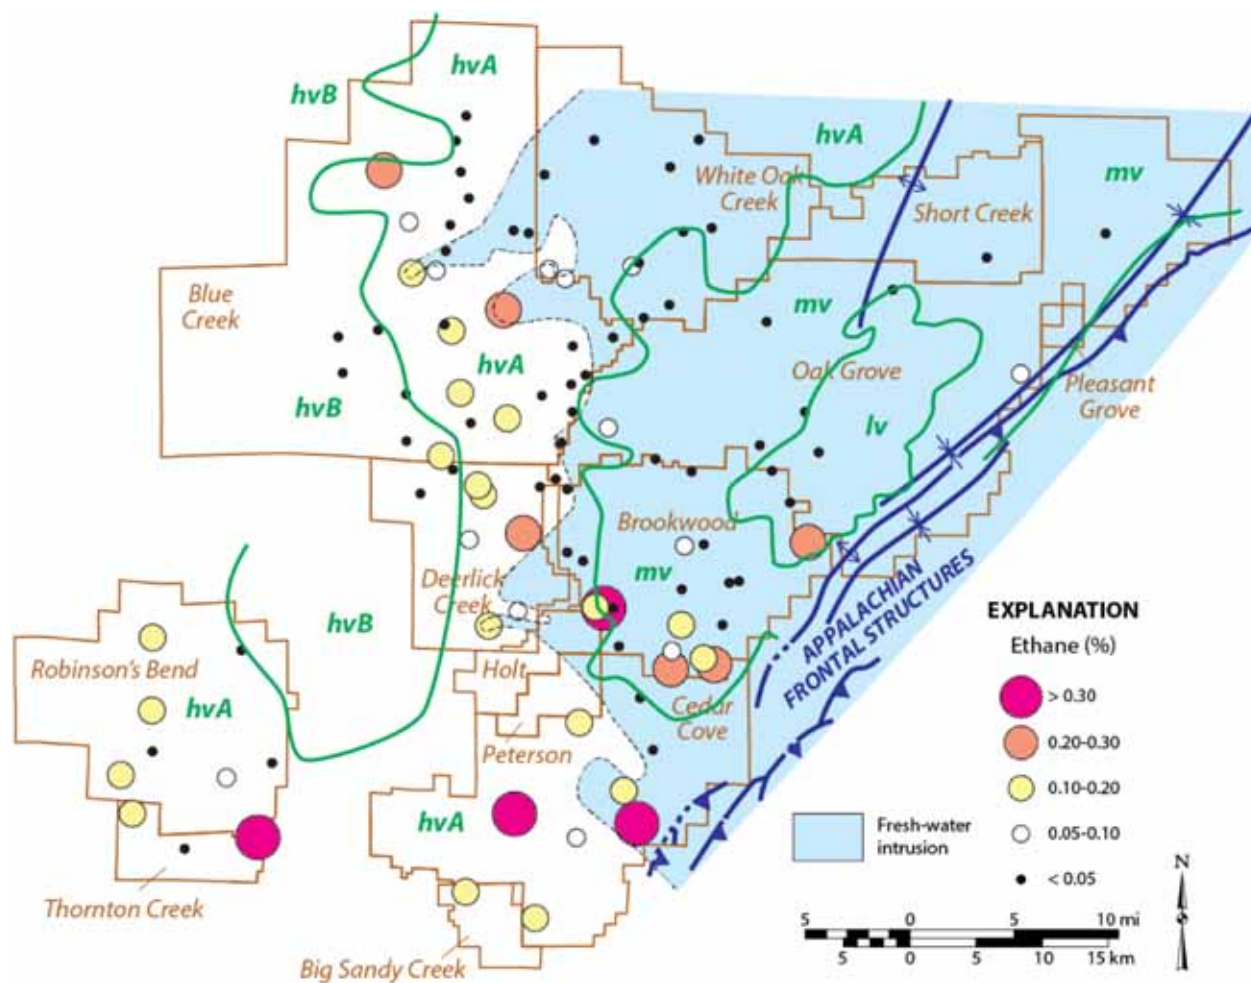 hvA
hvB
hvA
White Oak
Creek
mv
Short Creek
Blue
Creek
mv
hvA
Oak Grove
Pleasant
Grove
hvB
lv
Brookwood
mv
Deerlick
Creek
hvB
Robinson's Bend
hvA
Holt
Cedar
Cove
Peterson
hvA
Thornton Creek
Big Sandy Creek
APPALACHIAN
FRONTAL STRUCTURES
EXPLANATION
Ethane (%)
> 0.30
0.20-0.30
0.10-0.20
0.05-0.10
< 0.05
Fresh-water
intrusion
N
5 0 5 10 mi
5 0 5 10 15 km